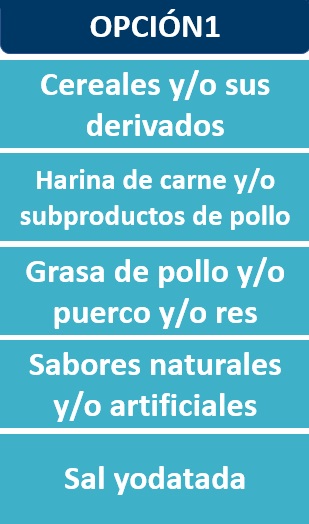 OPCIÓN1
Cereales y/o sus
derivados
Harina de carne y/o
subproductos de pollo
Grasa de pollo y/o
puerco y/o res
Sabores naturales
y/o artificiales
Sal yodatada